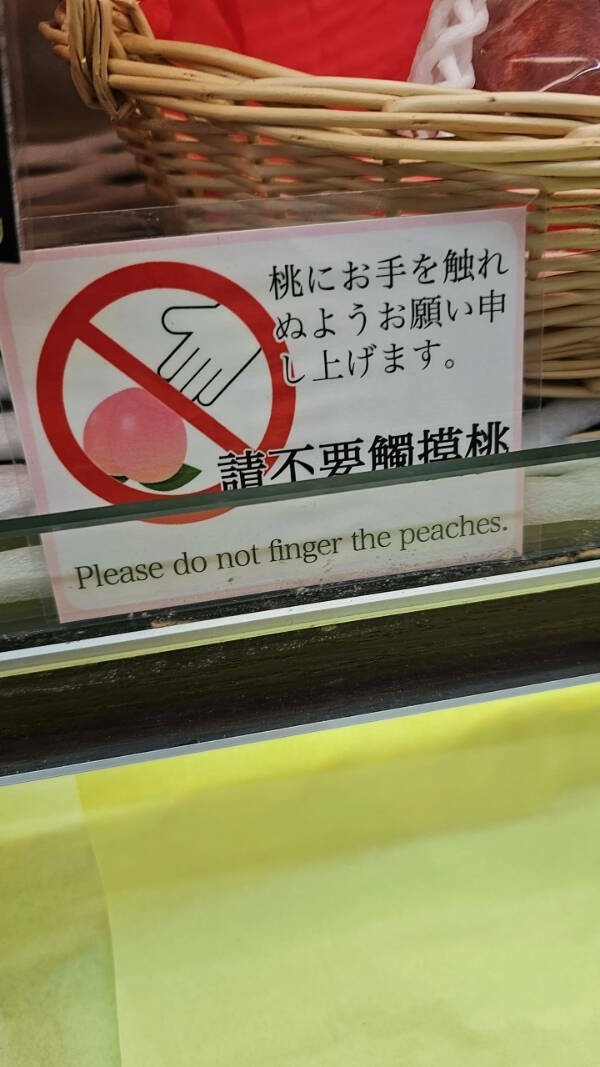 桃にお手を触れ
ぬようお願い申
し上げます。
請不要觸摸桃
Please do not finger the peaches.